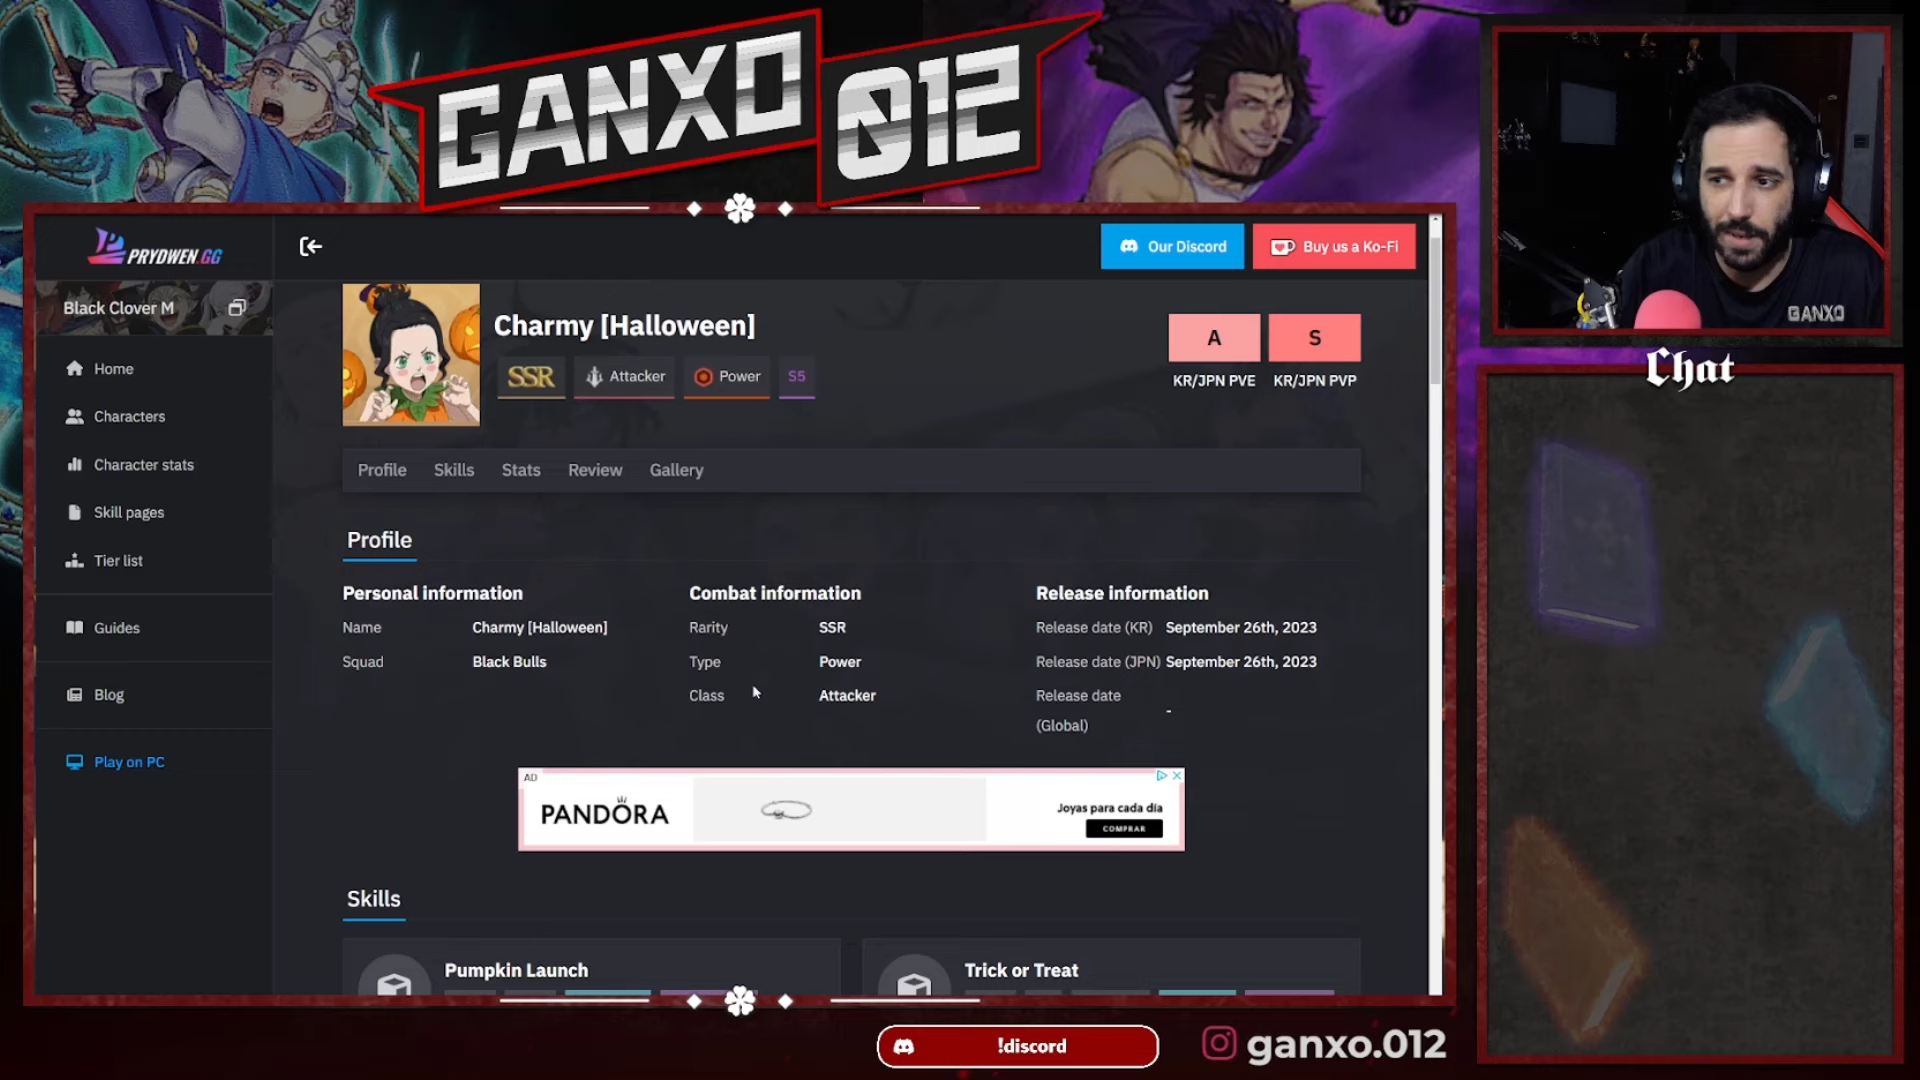 GANXO 012
PRYDWEN.GG
Our Discord
Buy us a Ko-Fi
Black Clover M
Home
Characters
Character stats
Skill pages
Tier list
Guides
Blog
Play on PC
Charmy [Halloween]
SSR Attacker Power S5
A S
KR/JPN PVE KR/JPN PVP
Profile Skills Stats Review Gallery
Profile
Personal information
Name Charmy [Halloween]
Squad Black Bulls
Combat information
Rarity SSR
Type Power
Class Attacker
Release information
Release date (KR) September 26th, 2023
Release date (JPN) September 26th, 2023
Release date
(Global) -
AD
PANDORA
Joyas para cada día
COMPRAR
Skills
Pumpkin Launch
Trick or Treat
GANXO
Chat
!discord
ganxo.012